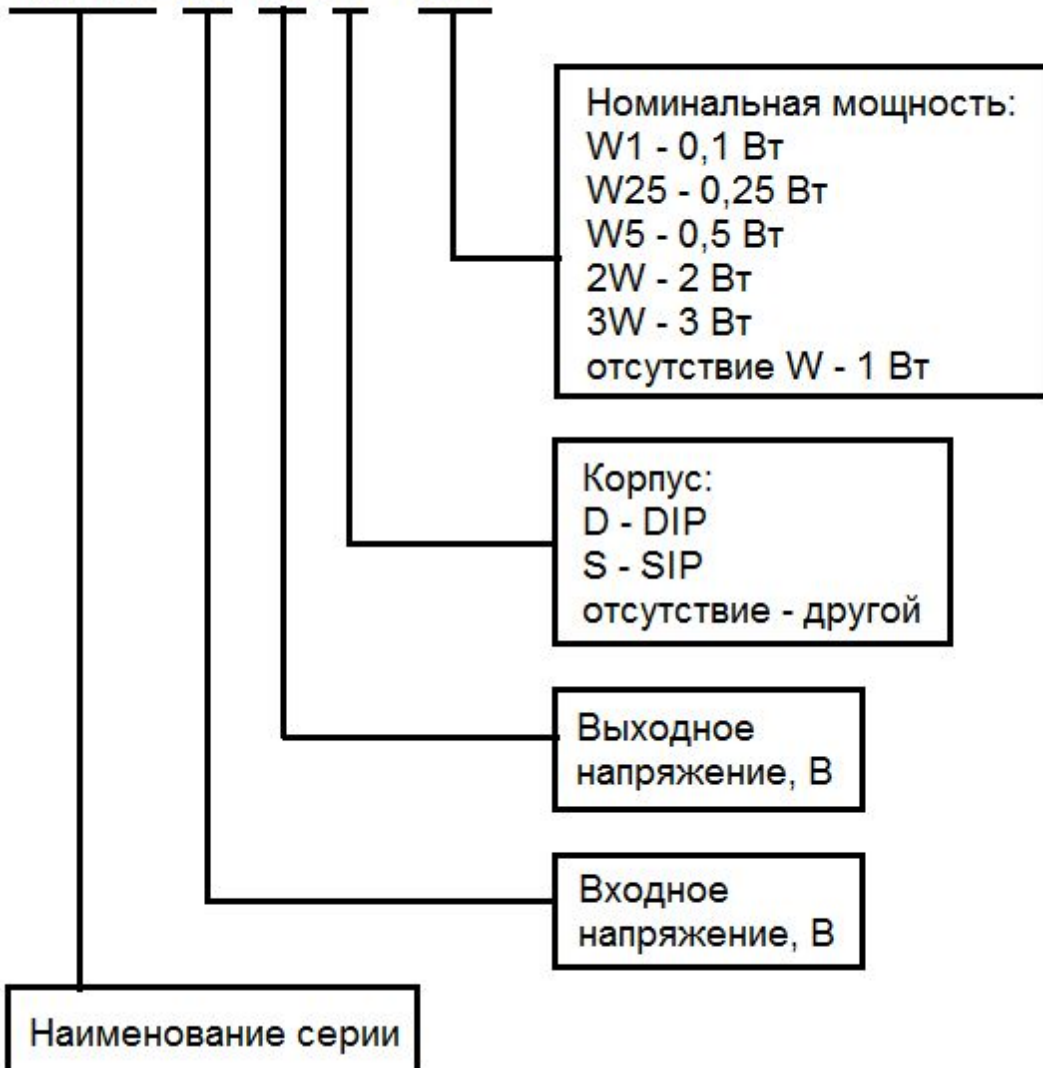 Номинальная мощность:
W1 - 0,1 Вт
W25 - 0,25 Вт
W5 - 0,5 Вт
2W - 2 Вт
3W - 3 Вт
отсутствие W - 1 Вт
Корпус:
D - DIP
S - SIP
отсутствие - другой
Выходное
напряжение, В
Входное
напряжение, В
Наименование серии